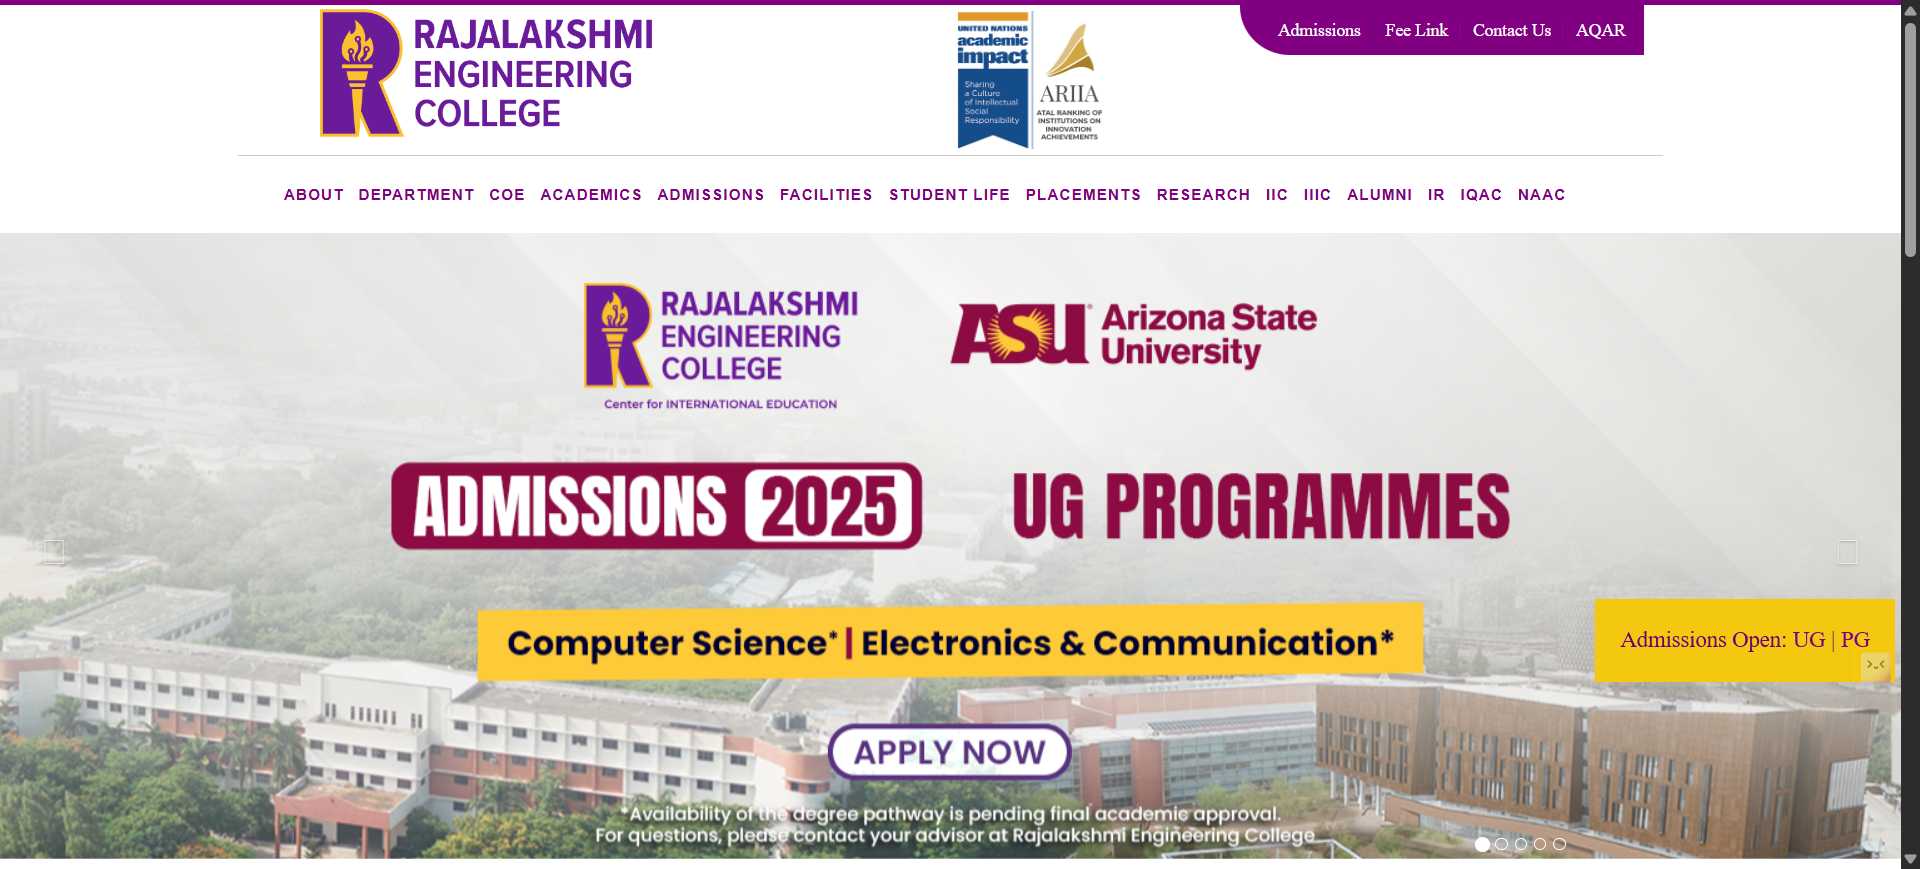 RAJALAKSHMI
ENGINEERING
COLLEGE
UNITED NATIONS
academic
impact
Sharing
a Culture
of Intellectual
Social
Responsibility
ARIIA
ATAL RANKING OF
INSTITUTIONS ON
INNOVATION
ACHIEVEMENTS
Admissions Fee Link Contact Us AQAR
ABOUT DEPARTMENT COE ACADEMICS ADMISSIONS FACILITIES STUDENT LIFE PLACEMENTS RESEARCH IIC IIIC ALUMNI IR IQAC NAAC
RAJALAKSHMI
ENGINEERING
COLLEGE
Center for INTERNATIONAL EDUCATION
ASU® Arizona State
University
ADMISSIONS 2025 UG PROGRAMMES
Computer Science* | Electronics & Communication*
Admissions Open: UG | PG
APPLY NOW
*Availability of the degree pathway is pending final academic approval.
For questions, please contact your advisor at Rajalakshmi Engineering College